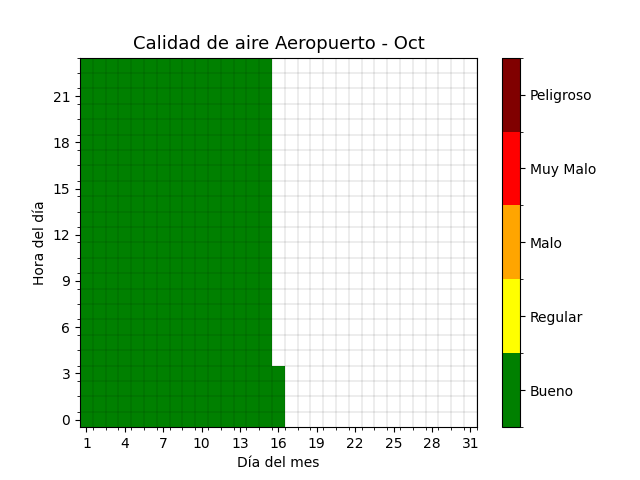 Calidad de aire Aeropuerto - Oct
Hora del día
21
18
15
12
9
6
3
0
1 4 7 10 13 16 19 22 25 28 31
Día del mes
Peligroso
Muy Malo
Malo
Regular
Bueno